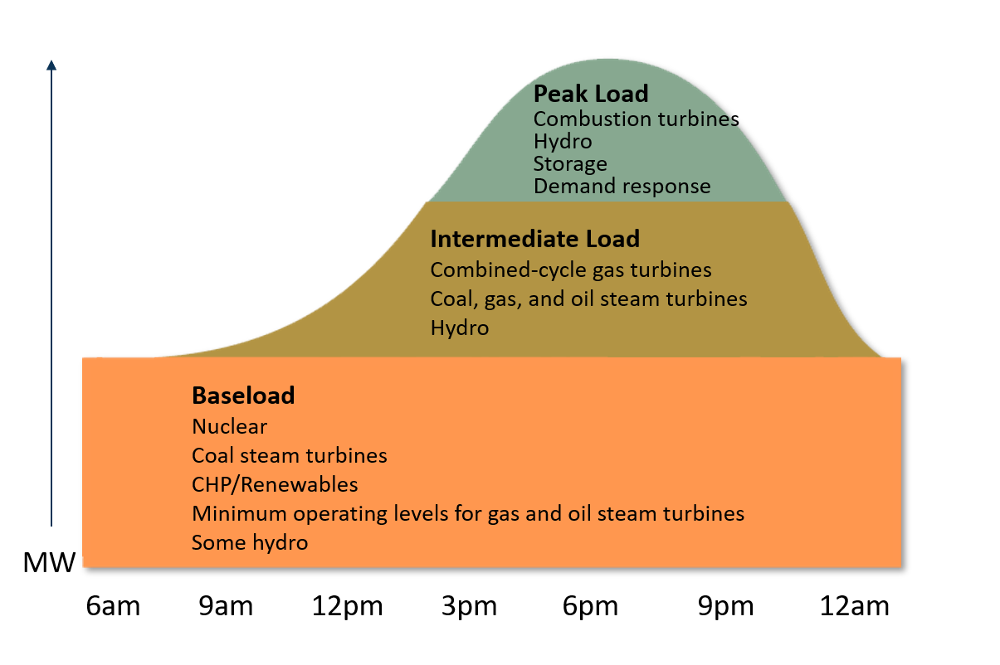 Peak Load
Combustion turbines
Hydro
Storage
Demand response
Intermediate Load
Combined-cycle gas turbines
Coal, gas, and oil steam turbines
Hydro
Baseload
Nuclear
Coal steam turbines
CHP/Renewables
Minimum operating levels for gas and oil steam turbines
Some hydro
MW
6am 9am 12pm 3pm 6pm 9pm 12am